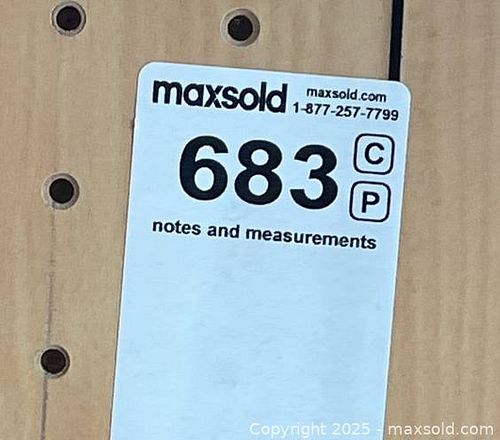 maxsold
maxsold.com
1-877-257-7799
683
C
P
notes and measurements
Copyright 2025 - maxsold.com